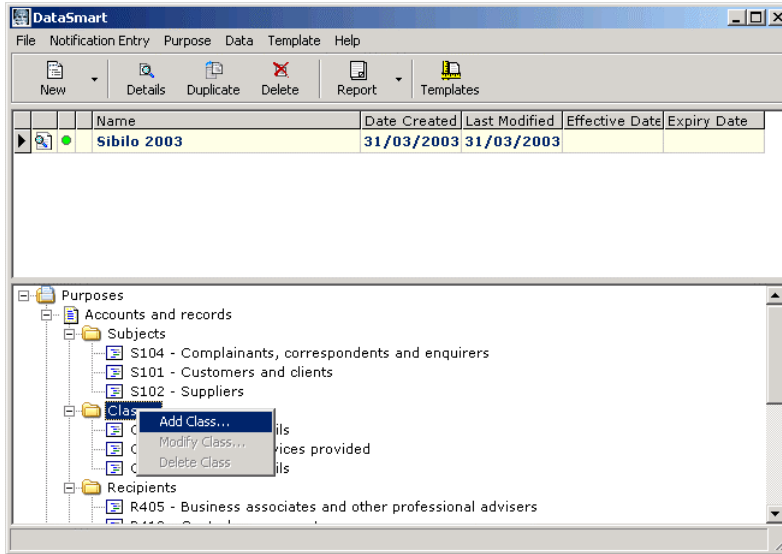 DataSmart
File Notification Entry Purpose Data Template Help
New Details Duplicate Delete Report Templates
Name Date Created Last Modified Effective Date Expiry Date
Sibilo 2003 31/03/2003 31/03/2003
Purposes
Accounts and records
Subjects
S104 - Complainants, correspondents and enquirers
S101 - Customers and clients
S102 - Suppliers
Clas
Add Class...
C ils
Modify Class...
C vices provided
Delete Class
C ils
Recipients
R405 - Business associates and other professional advisers